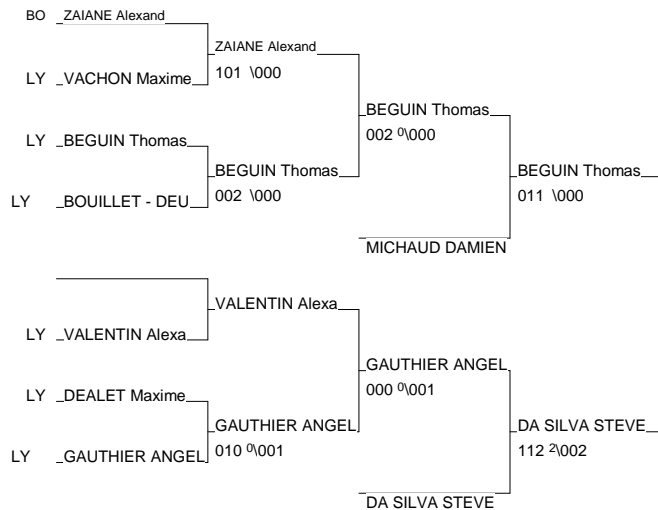 BO ZAIANE Alexand
ZAIANE Alexand
101 \000
LY VACHON Maxime
BEGUIN Thomas
002 0\000
LY BEGUIN Thomas
BEGUIN Thomas
002 \000
BEGUIN Thomas
011 \000
LY BOUILLET - DEU
MICHAUD DAMIEN
VALENTIN Alexa
LY VALENTIN Alexa
GAUTHIER ANGEL
000 0\001
LY DEALET Maxime
GAUTHIER ANGEL
010 0\001
DA SILVA STEVE
112 2\002
LY GAUTHIER ANGEL
DA SILVA STEVE